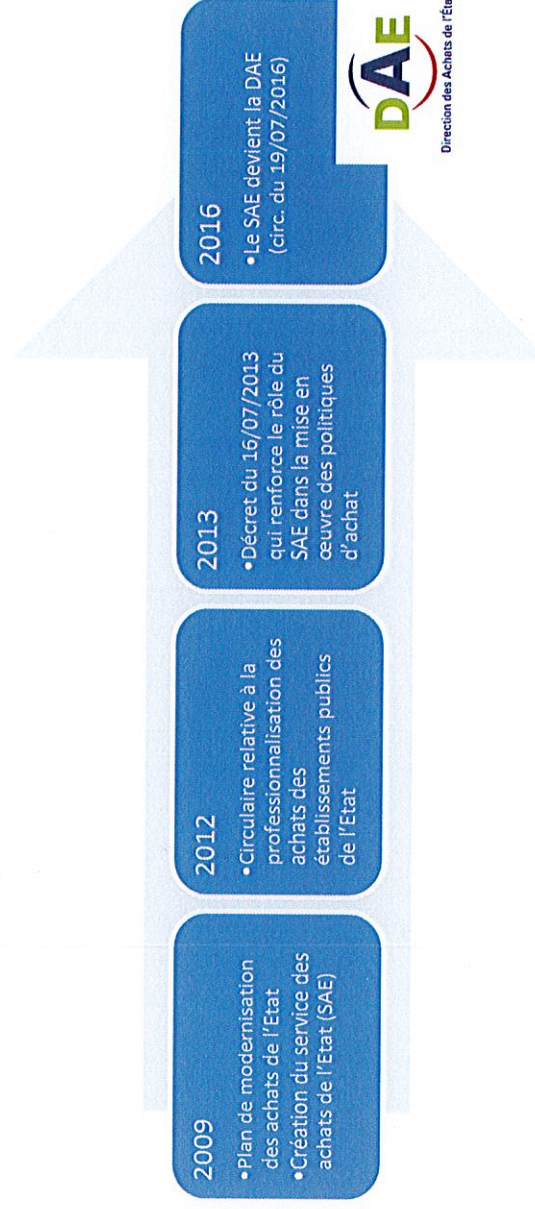 2009
•Plan de modernisation
des achats de l'Etat
•Création du service des
achats de l'Etat (SAE)
2012
•Circulaire relative à la
professionnalisation des
achats des
établissements publics
de l'Etat
2013
•Décret du 16/07/2013
qui renforce le rôle du
SAE dans la mise en
œuvre des politiques
d'achat
2016
•Le SAE devient la DAE
(circ. du 19/07/2016)
DAE
Direction des Achats de l'État